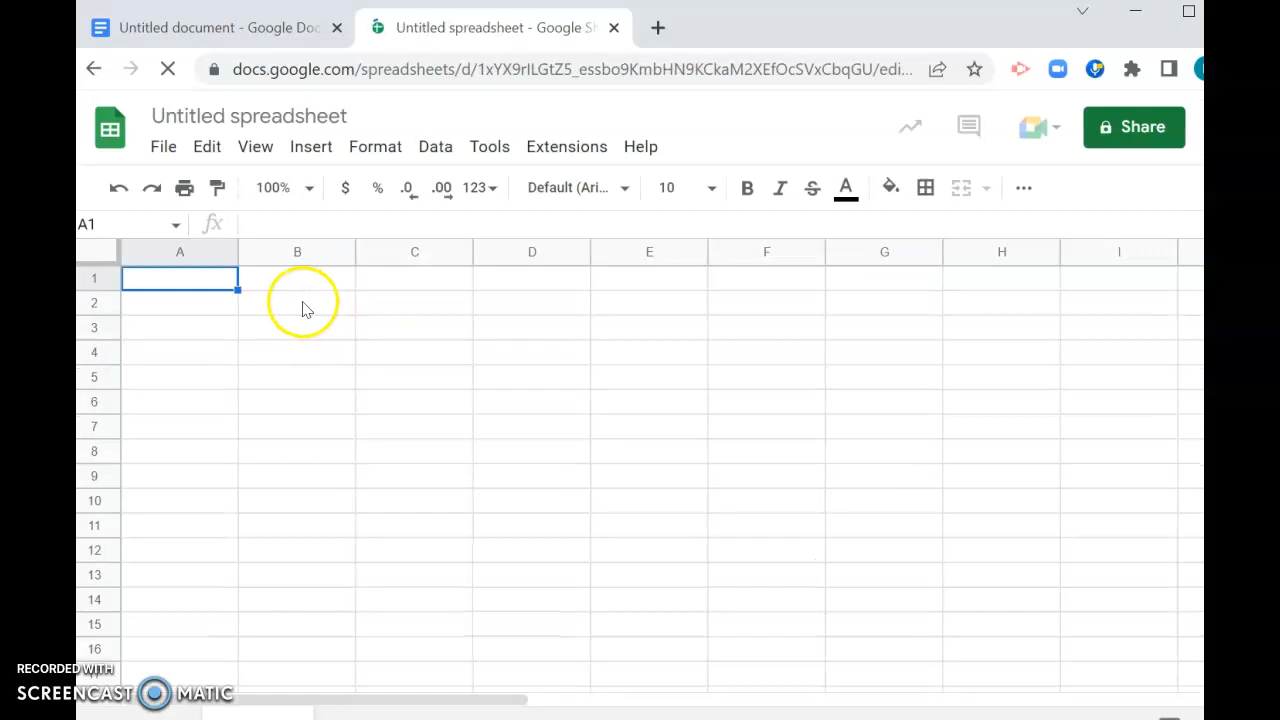 Untitled document - Google Doc
Untitled spreadsheet - Google Sh
docs.google.com/spreadsheets/d/1xYX9rILGtZ5_essbo9KmbHN9KCkaM2XEfOcSVxCbqGU/edi...
Untitled spreadsheet
Share
File Edit View Insert Format Data Tools Extensions Help
100% $ % .0 .00 123 Default (Ari... 10 B I S A ...
A1 fx
A B C D E F G H I
1
2
3
4
5
6
7
8
9
10
11
12
13
14
15
16
RECORDED WITH
SCREENCAST MATIC